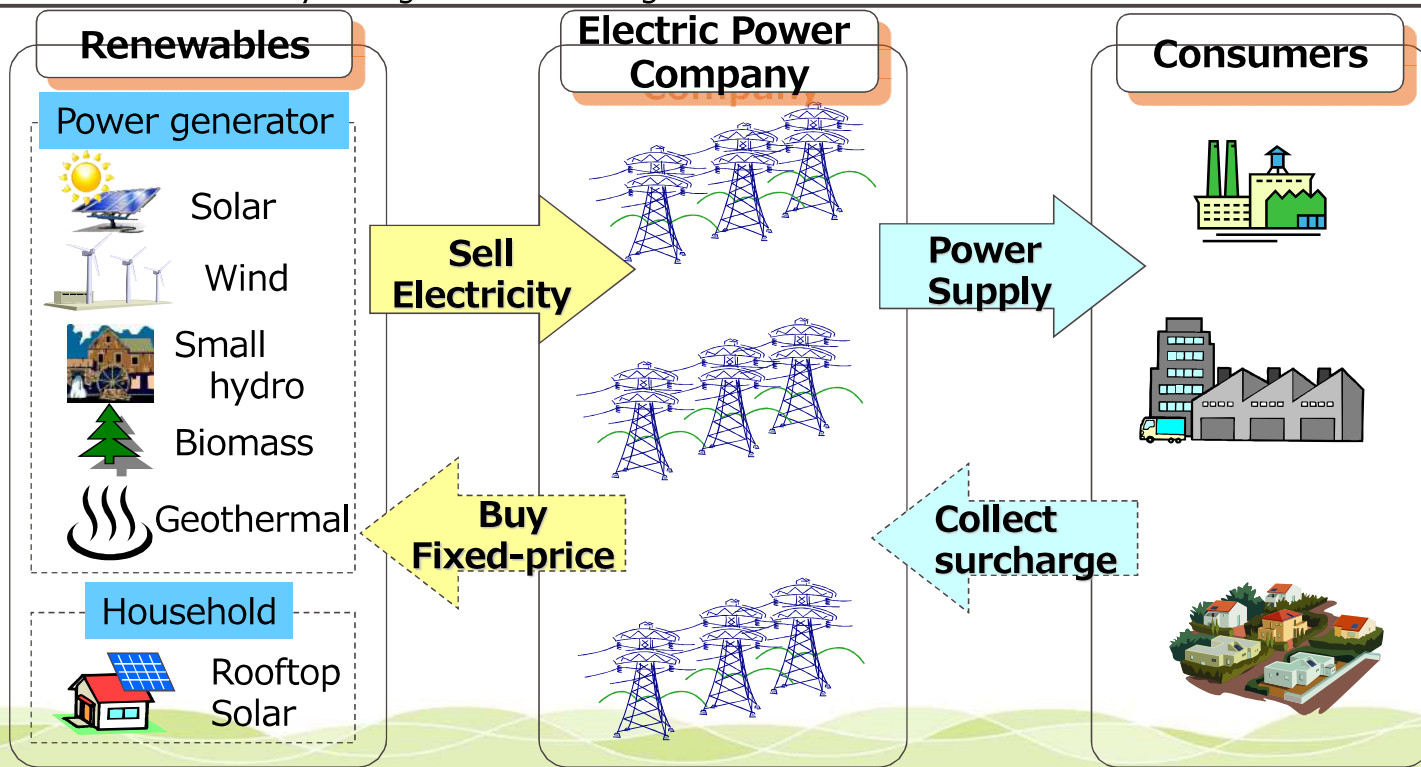 Renewables
Power generator
Solar
Wind
Small
hydro
Biomass
Geothermal
Household
Rooftop
Solar
Sell
Electricity
Buy
Fixed-price
Electric Power
Company
Power
Supply
Collect
surcharge
Consumers